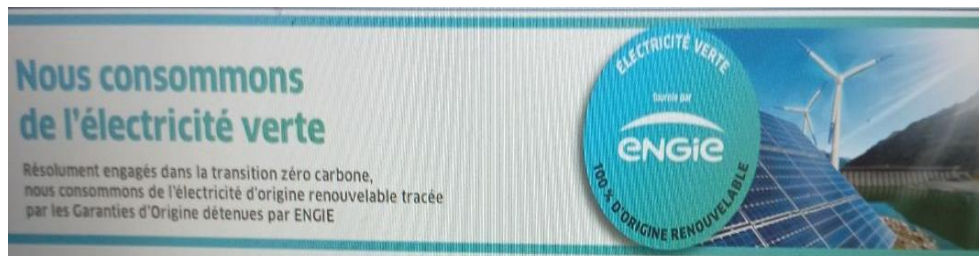 Nous consommons
de l'électricité verte
Résolument engagés dans la transition zéro carbone,
nous consommons de l'électricité d'origine renouvelable tracée
par les Garanties d'Origine détenues par ENGIE
ÉLECTRICITÉ VERTE
fournie par
ENGIE
100 % D'ORIGINE RENOUVELABLE